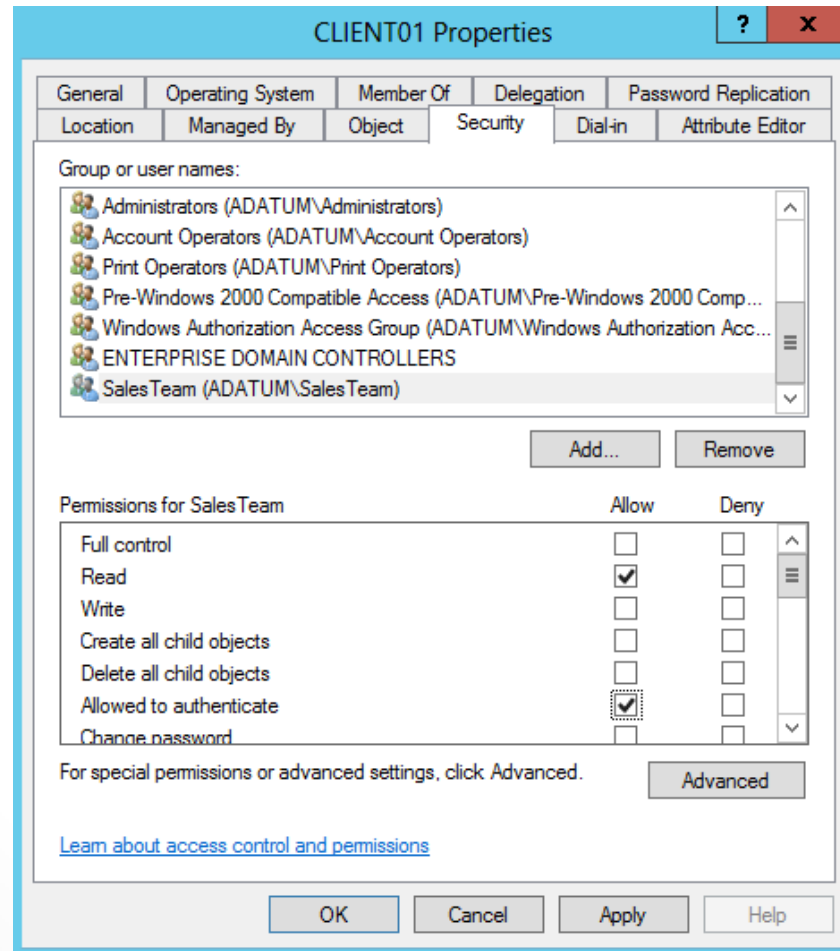 CLIENT01 Properties
?
x
General Operating System Member Of Delegation Password Replication
Location Managed By Object Security Dial-in Attribute Editor
Group or user names:
Administrators (ADATUM\Administrators)
Account Operators (ADATUM\Account Operators)
Print Operators (ADATUM\Print Operators)
Pre-Windows 2000 Compatible Access (ADATUM\Pre-Windows 2000 Comp...
Windows Authorization Access Group (ADATUM\Windows Authorization Acc...
ENTERPRISE DOMAIN CONTROLLERS
SalesTeam (ADATUM\SalesTeam)
Add... Remove
Permissions for SalesTeam Allow Deny
Full control
Read
Write
Create all child objects
Delete all child objects
Allowed to authenticate
Change password
For special permissions or advanced settings, click Advanced.
Advanced
Learn about access control and permissions
OK Cancel Apply Help